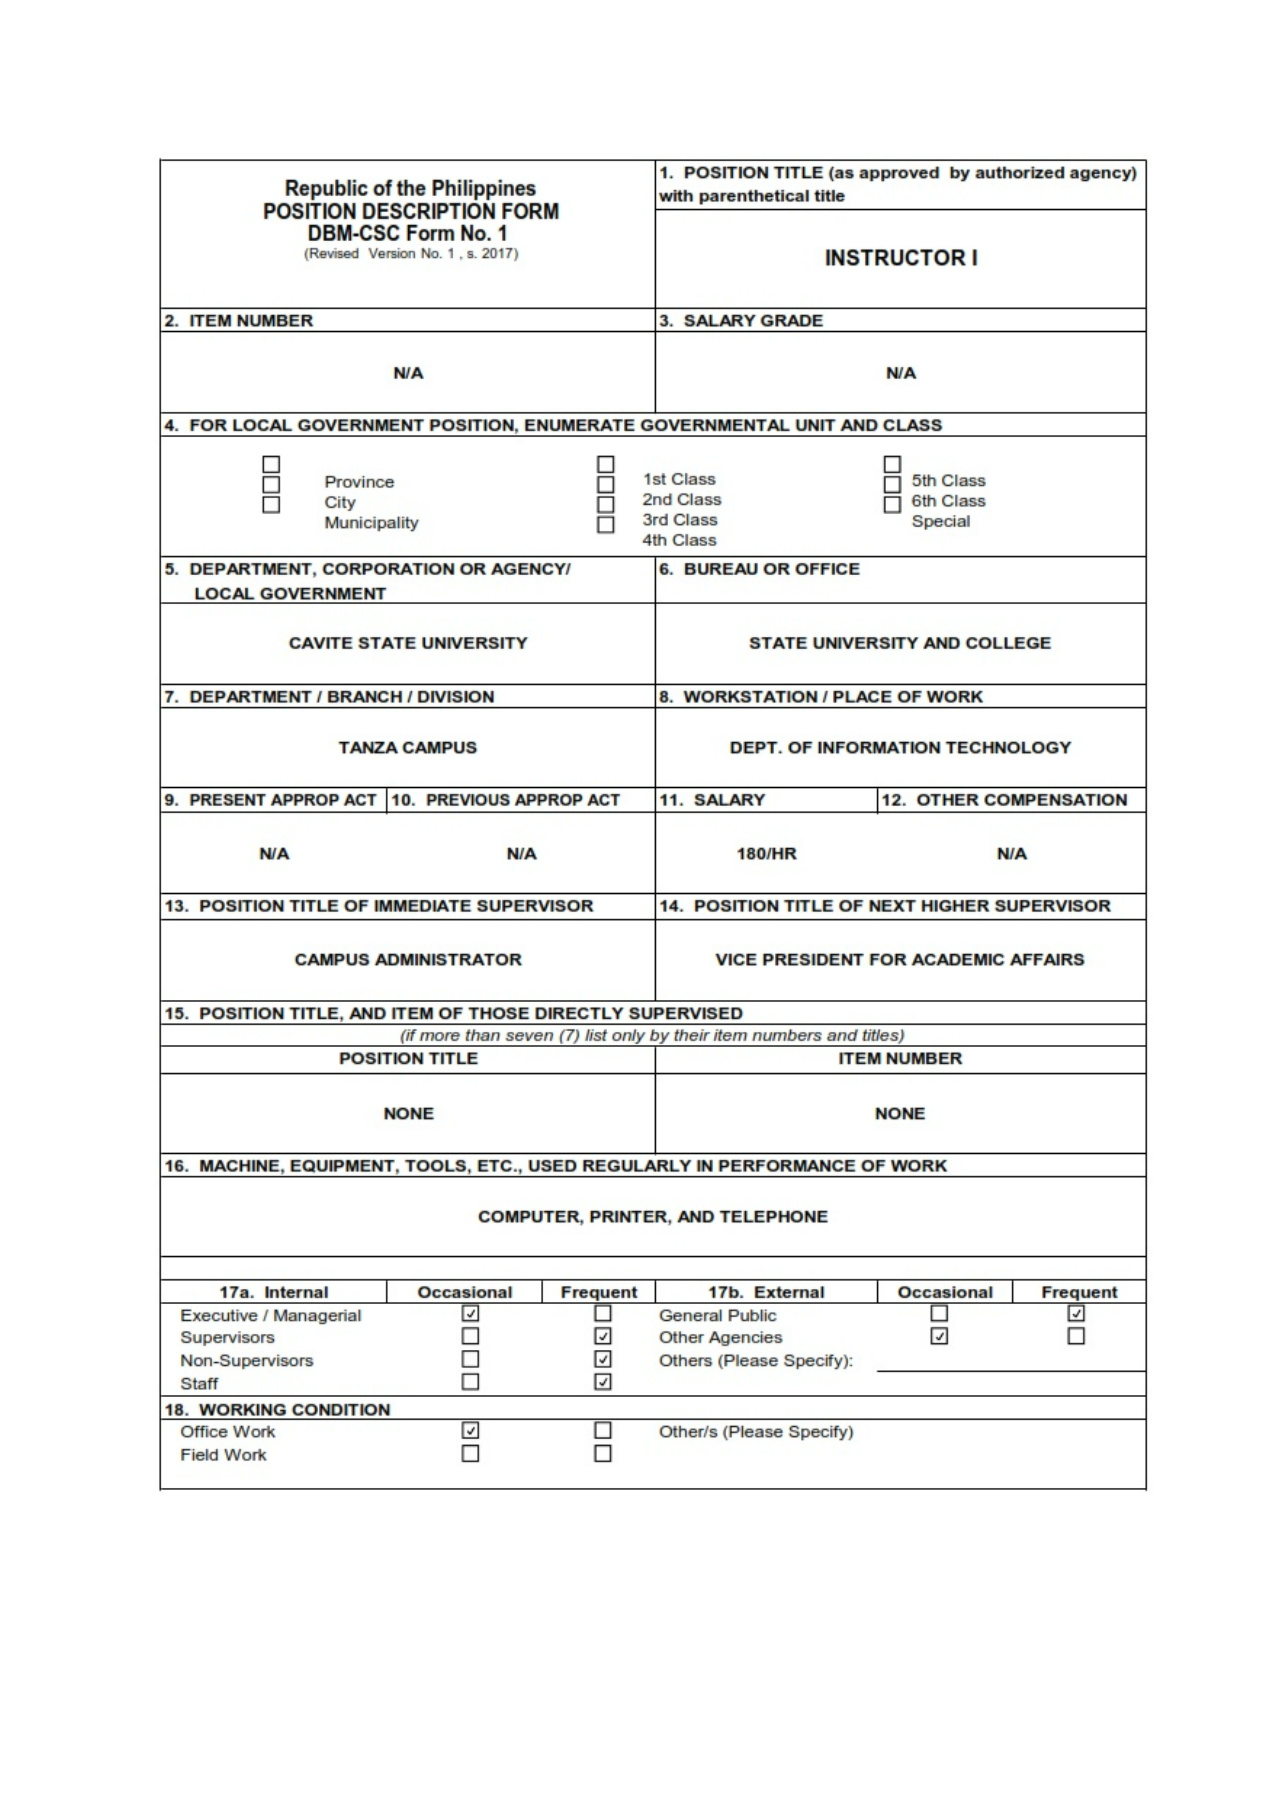 Republic of the Philippines
POSITION DESCRIPTION FORM
DBM-CSC Form No. 1
(Revised Version No. 1 , s. 2017)
1. POSITION TITLE (as approved by authorized agency)
with parenthetical title
INSTRUCTOR I
2. ITEM NUMBER
3. SALARY GRADE
N/A
N/A
4. FOR LOCAL GOVERNMENT POSITION, ENUMERATE GOVERNMENTAL UNIT AND CLASS
Province
City
Municipality
1st Class
2nd Class
3rd Class
4th Class
5th Class
6th Class
Special
5. DEPARTMENT, CORPORATION OR AGENCY/
LOCAL GOVERNMENT
6. BUREAU OR OFFICE
CAVITE STATE UNIVERSITY
STATE UNIVERSITY AND COLLEGE
7. DEPARTMENT / BRANCH / DIVISION
8. WORKSTATION / PLACE OF WORK
TANZA CAMPUS
DEPT. OF INFORMATION TECHNOLOGY
9. PRESENT APPROP ACT
10. PREVIOUS APPROP ACT
11. SALARY
12. OTHER COMPENSATION
N/A
N/A
180/HR
N/A
13. POSITION TITLE OF IMMEDIATE SUPERVISOR
14. POSITION TITLE OF NEXT HIGHER SUPERVISOR
CAMPUS ADMINISTRATOR
VICE PRESIDENT FOR ACADEMIC AFFAIRS
15. POSITION TITLE, AND ITEM OF THOSE DIRECTLY SUPERVISED
(if more than seven (7) list only by their item numbers and titles)
POSITION TITLE
ITEM NUMBER
NONE
NONE
16. MACHINE, EQUIPMENT, TOOLS, ETC., USED REGULARLY IN PERFORMANCE OF WORK
COMPUTER, PRINTER, AND TELEPHONE
17a. Internal
Occasional
Frequent
17b. External
Occasional
Frequent
Executive / Managerial
General Public
Supervisors
Other Agencies
Non-Supervisors
Others (Please Specify):
Staff
18. WORKING CONDITION
Office Work
Other/s (Please Specify)
Field Work